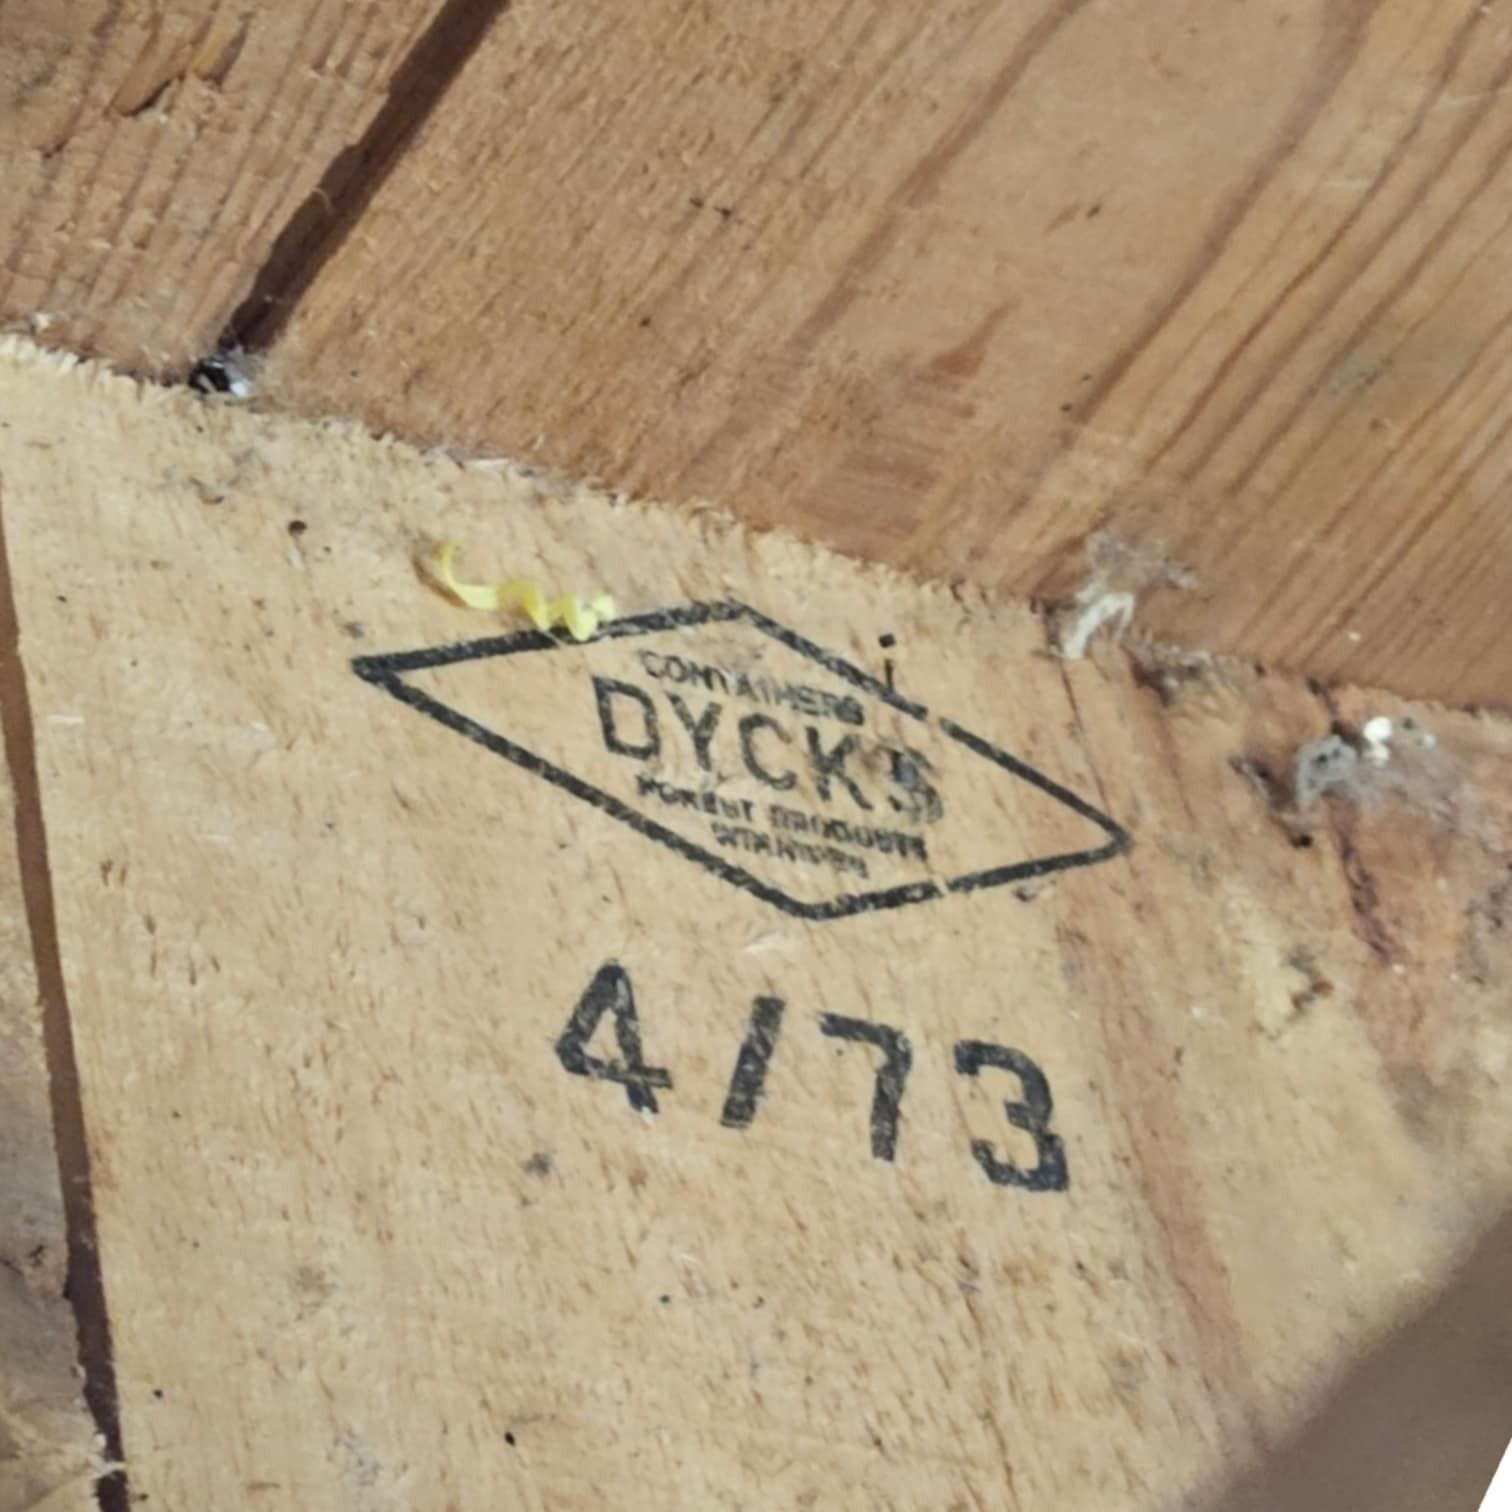 CONTAINERS
DYCKS
FOREST PRODUCTS
4/73